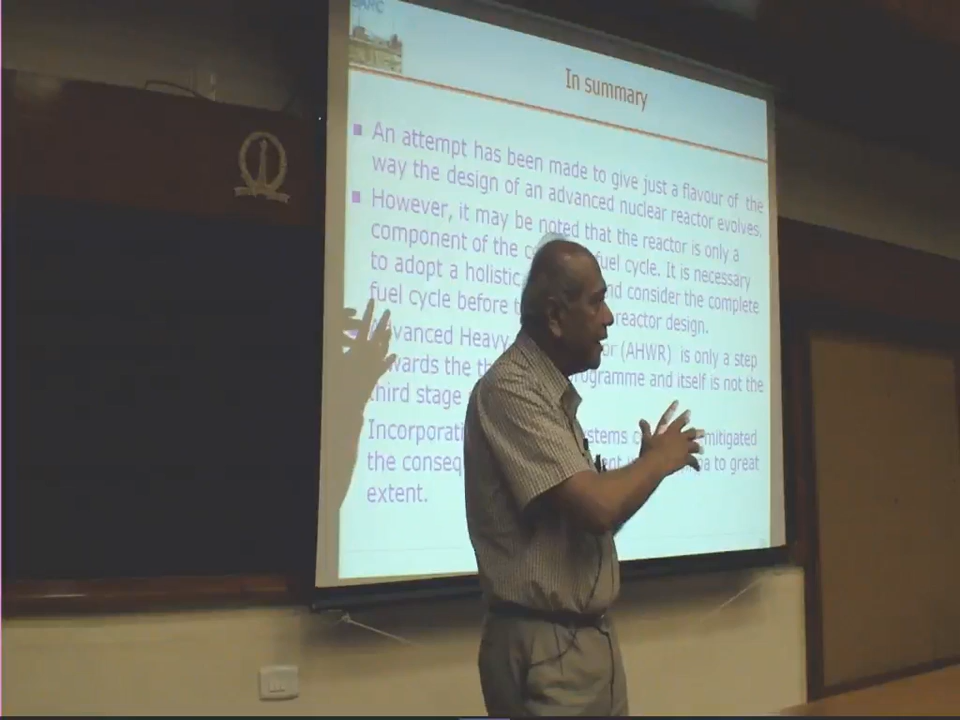 BARC
In summary
An attempt has been made to give just a flavour of the
way the design of an advanced nuclear reactor evolves.
However, it may be noted that the reactor is only a
component of the fuel cycle. It is necessary
to adopt a holistic and consider the complete
fuel cycle before reactor design.
Advanced Heavy (AHWR) is only a step
towards the programme and itself is not the
third stage
mitigated
the to great
extent.